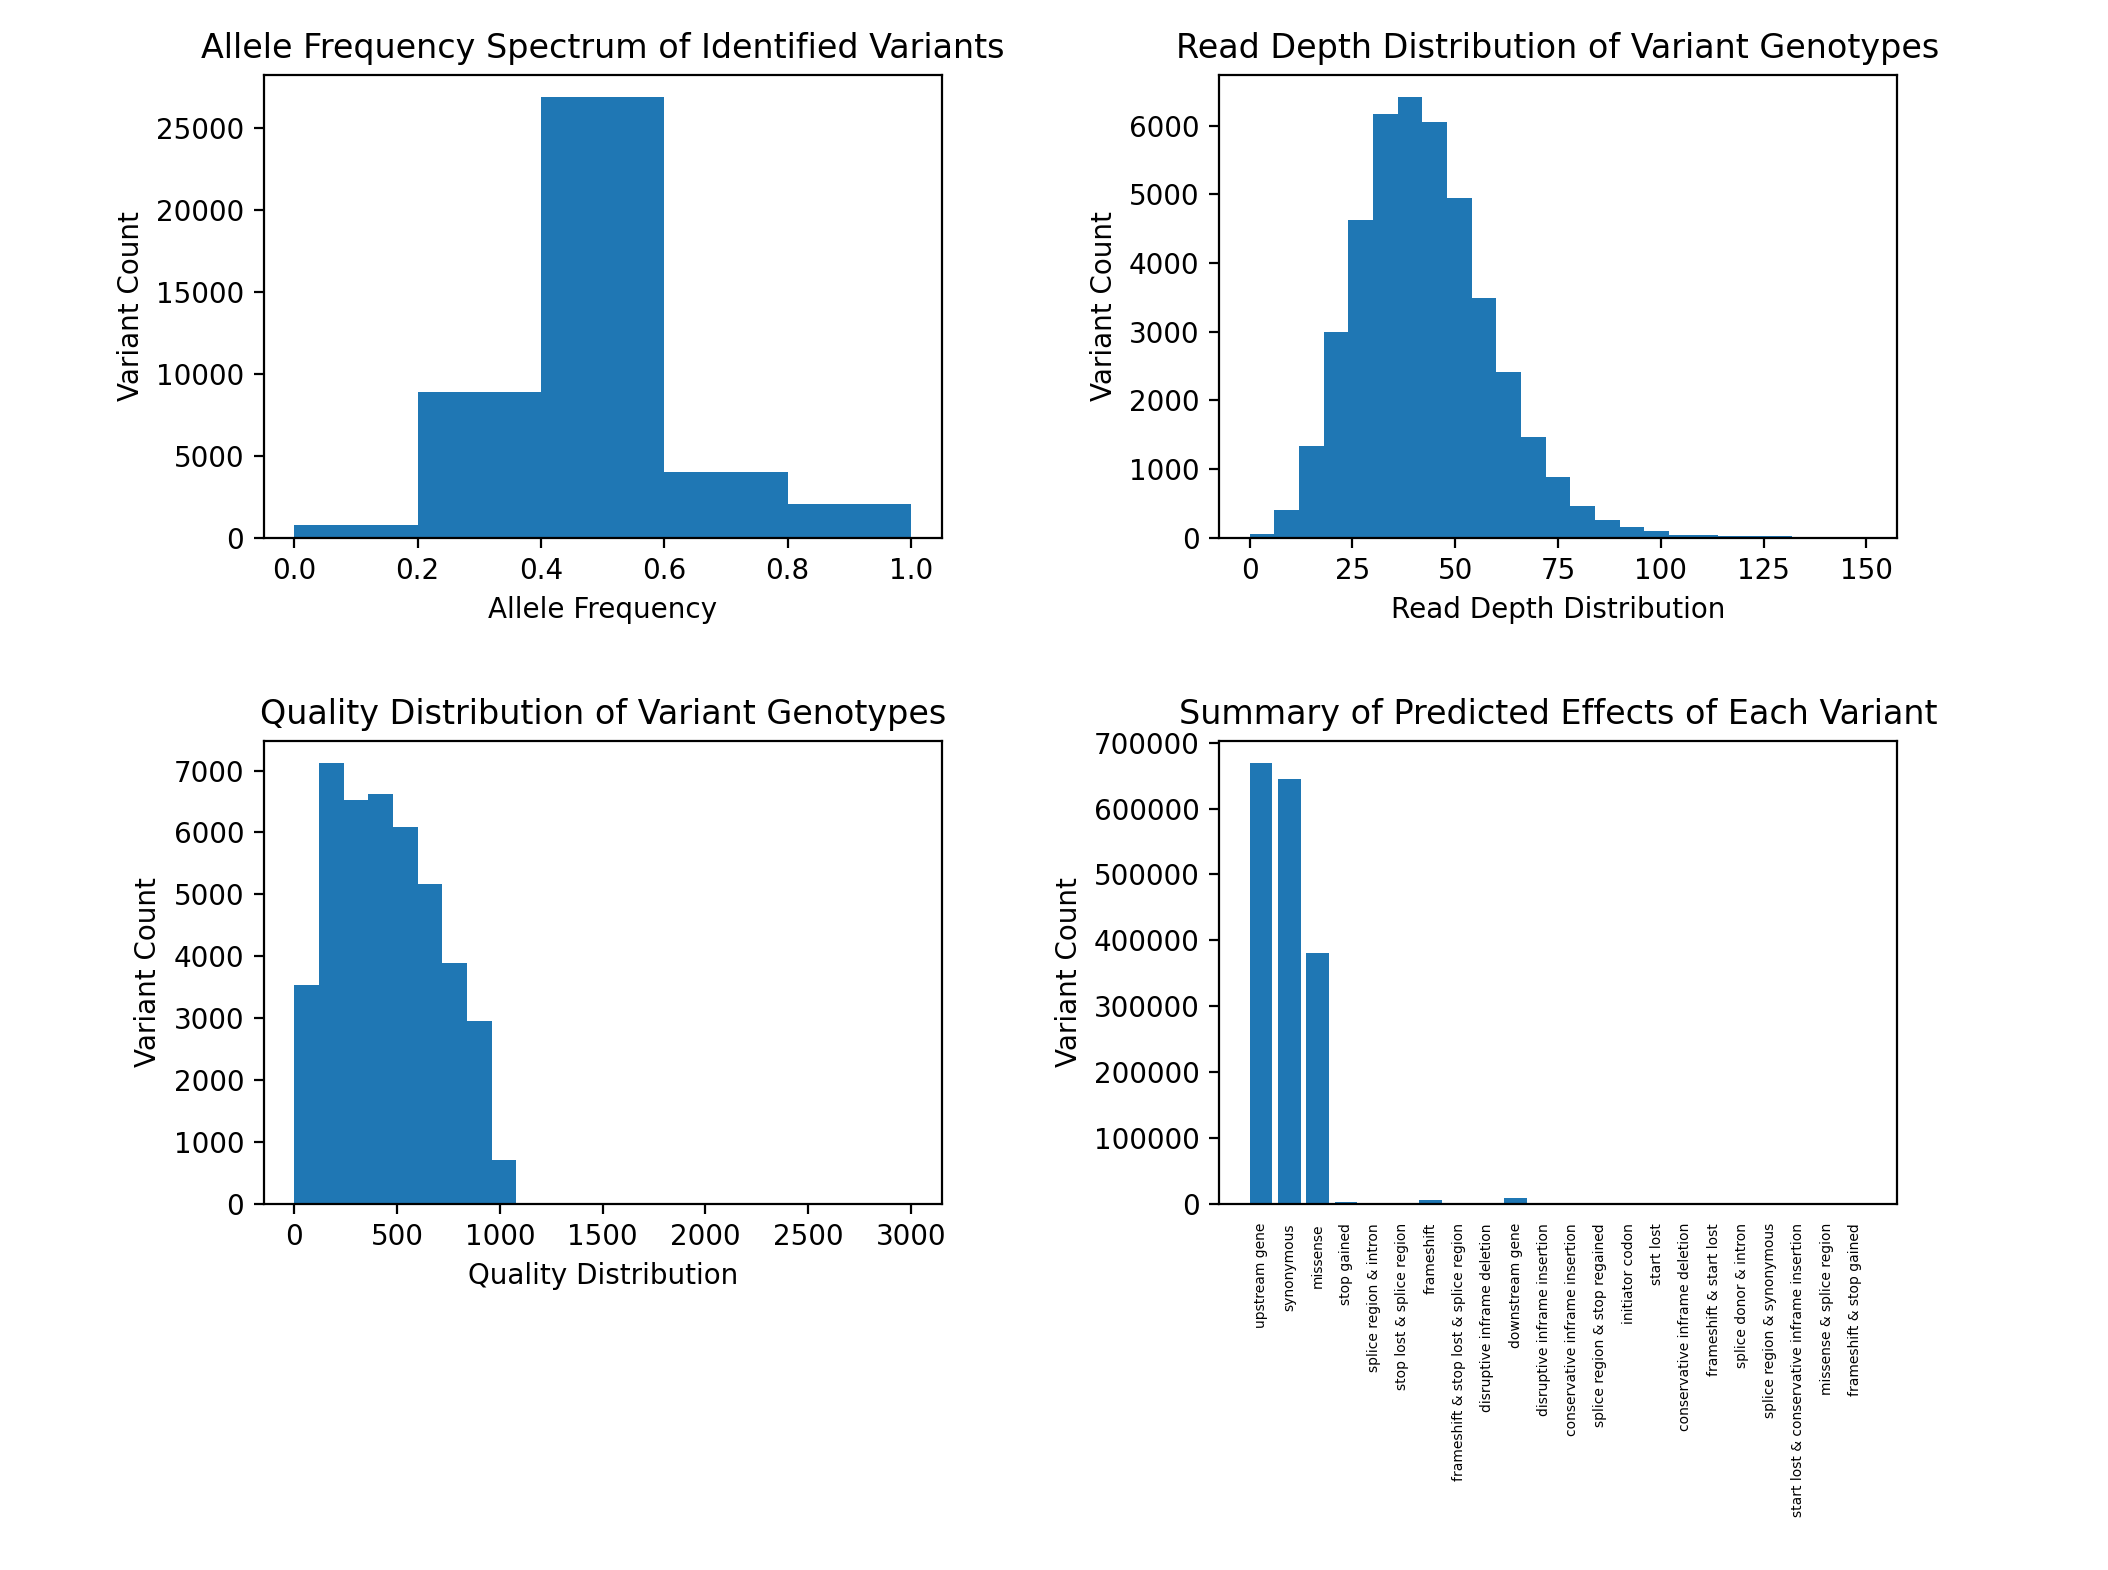 Allele Frequency Spectrum of Identified Variants
Variant Count
25000
20000
15000
10000
5000
0
0.0 0.2 0.4 0.6 0.8 1.0
Allele Frequency
Read Depth Distribution of Variant Genotypes
Variant Count
6000
5000
4000
3000
2000
1000
0
0 25 50 75 100 125 150
Read Depth Distribution
Quality Distribution of Variant Genotypes
Variant Count
7000
6000
5000
4000
3000
2000
1000
0
0 500 1000 1500 2000 2500 3000
Quality Distribution
Summary of Predicted Effects of Each Variant
Variant Count
700000
600000
500000
400000
300000
200000
100000
0
upstream gene
synonymous
missense
stop gained
splice region & intron
stop lost & splice region
frameshift
frameshift & stop lost & splice region
disruptive inframe deletion
downstream gene
disruptive inframe insertion
conservative inframe insertion
splice region & stop regained
initiator codon
start lost
conservative inframe deletion
frameshift & start lost
splice donor & intron
splice region & synonymous
start lost & conservative inframe insertion
missense & splice region
frameshift & stop gained